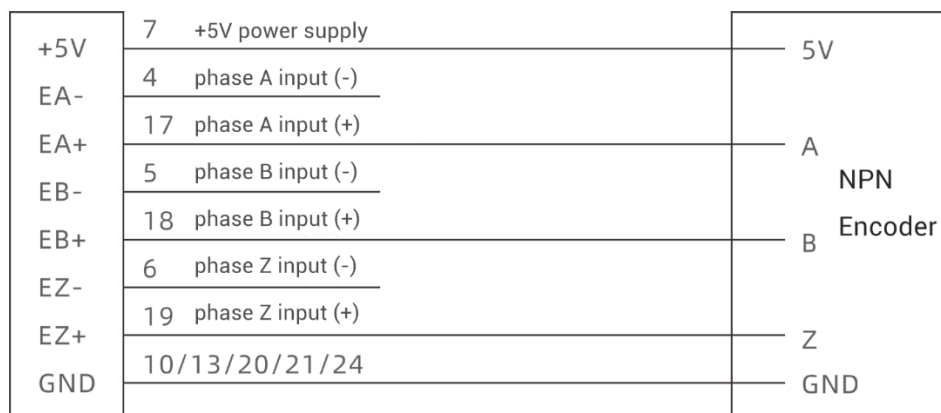 +5V 7 +5V power supply 5V
EA- 4 phase A input (-)
EA+ 17 phase A input (+) A
EB- 5 phase B input (-)
NPN
EB+ 18 phase B input (+) B
Encoder
EZ- 6 phase Z input (-)
EZ+ 19 phase Z input (+) Z
GND 10/13/20/21/24 GND